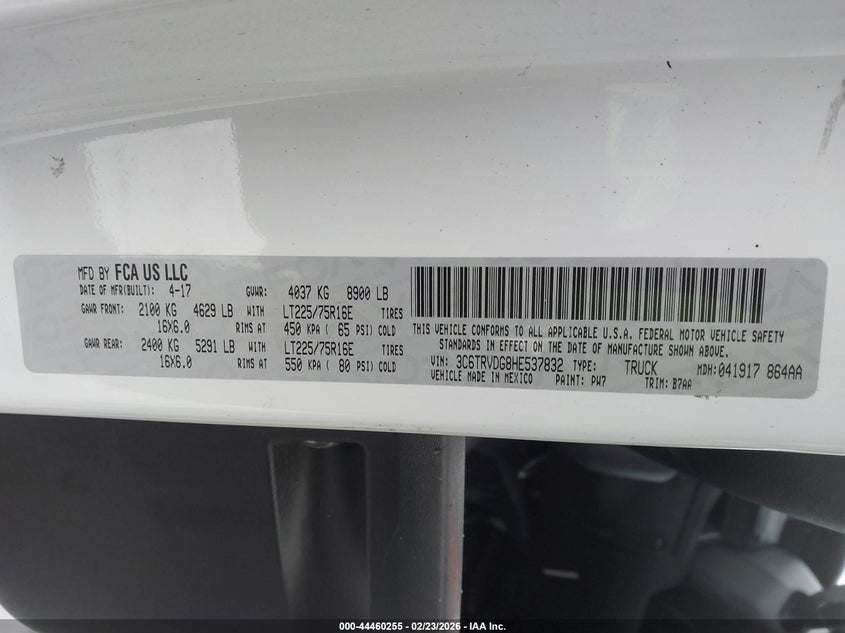 MFD BY FCA US LLC
DATE OF MFR(BUILT): 4-17 GVWR: 4037 KG 8900 LB
GAWR FRONT: 2100 KG 4629 LB WITH LT225/75R16E TIRES
16X6.0 RIMS AT 450 KPA ( 65 PSI) COLD
GAWR REAR: 2400 KG 5291 LB WITH LT225/75R16E TIRES
16X6.0 RIMS AT 550 KPA ( 80 PSI) COLD
THIS VEHICLE CONFORMS TO ALL APPLICABLE U.S.A. FEDERAL MOTOR VEHICLE SAFETY
STANDARDS IN EFFECT ON THE DATE OF MANUFACTURE SHOWN ABOVE.
VIN: 3C6TRVDG8HE537832 TYPE: TRUCK MDH:041917 864AA
VEHICLE MADE IN MEXICO PAINT: PW7 TRIM: B7AA
000-44460255 - 02/23/2026 - IAA Inc.